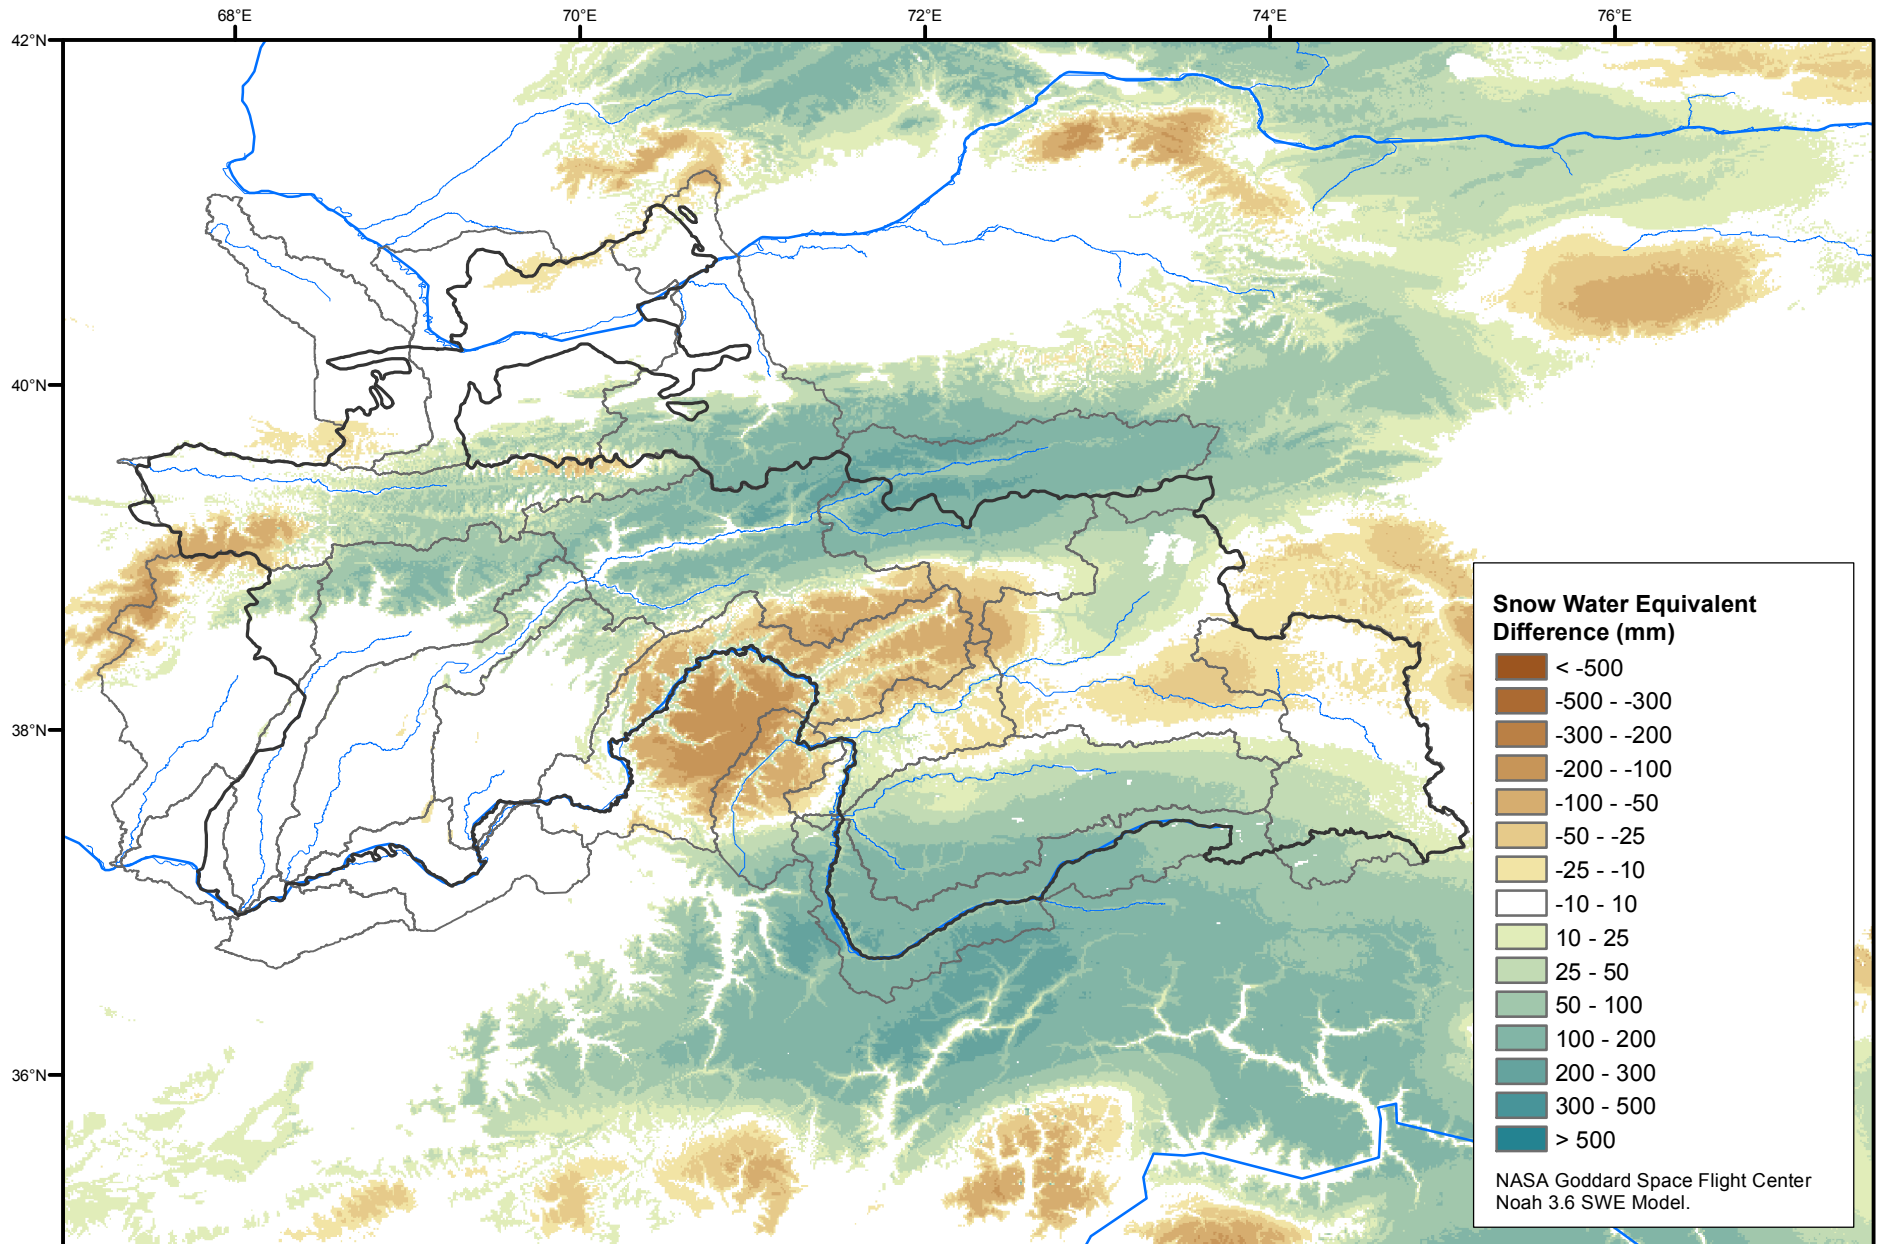 68°E 70°E 72°E 74°E 76°E
42°N
40°N
38°N
36°N
Snow Water Equivalent
Difference (mm)
< -500
-500 - -300
-300 - -200
-200 - -100
-100 - -50
-50 - -25
-25 - -10
-10 - 10
10 - 25
25 - 50
50 - 100
100 - 200
200 - 300
300 - 500
> 500
NASA Goddard Space Flight Center
Noah 3.6 SWE Model.